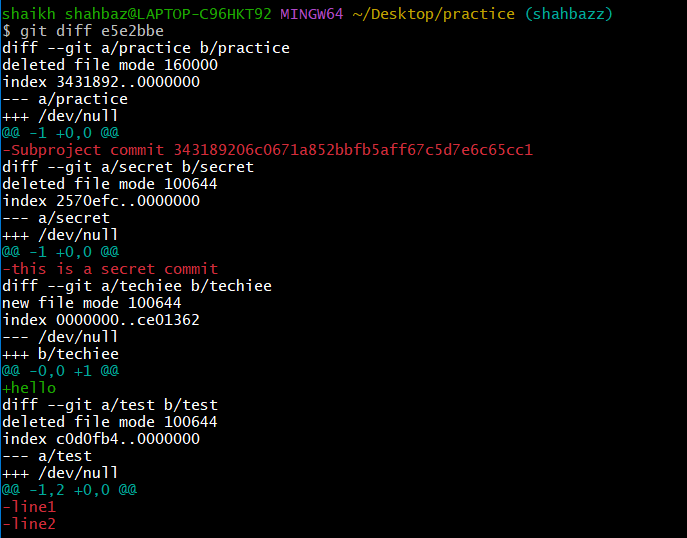 shaikh shahbaz@LAPTOP-C96HKT92 MINGW64 ~/Desktop/practice (shahbazz)
$ git diff e5e2bbe
diff --git a/practice b/practice
deleted file mode 160000
index 3431892..0000000
--- a/practice
+++ /dev/null
@@ -1 +0,0 @@
-Subproject commit 343189206c0671a852bbfb5aff67c5d7e6c65cc1
diff --git a/secret b/secret
deleted file mode 100644
index 2570efc..0000000
--- a/secret
+++ /dev/null
@@ -1 +0,0 @@
-this is a secret commit
diff --git a/techiee b/techiee
new file mode 100644
index 0000000..ce01362
--- /dev/null
+++ b/techiee
@@ -0,0 +1 @@
+hello
diff --git a/test b/test
deleted file mode 100644
index c0d0fb4..0000000
--- a/test
+++ /dev/null
@@ -1,2 +0,0 @@
-line1
-line2